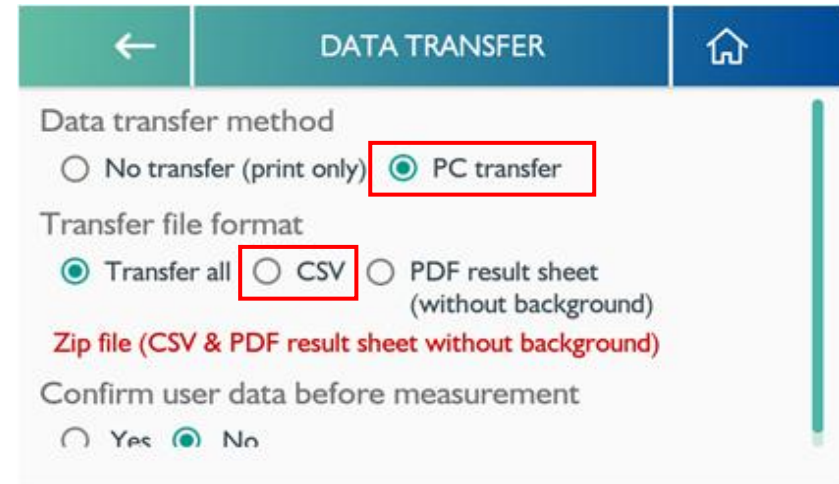 DATA TRANSFER
Data transfer method
No transfer (print only) PC transfer
Transfer file format
Transfer all CSV PDF result sheet
(without background)
Zip file (CSV & PDF result sheet without background)
Confirm user data before measurement
Yes No